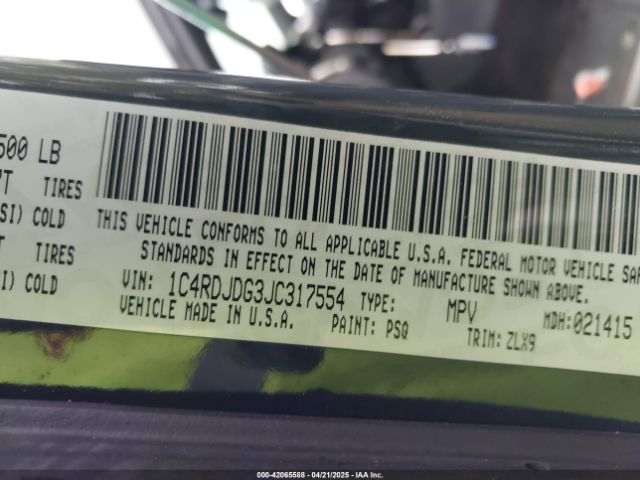 500 LB
TIRES
SI) COLD
TIRES
SI) COLD
THIS VEHICLE CONFORMS TO ALL APPLICABLE U.S.A. FEDERAL MOTOR VEHICLE
STANDARDS IN EFFECT ON THE DATE OF MANUFACTURE SHOWN ABOVE.
VIN: 1C4RDJDG3JC317554 TYPE: MPV MDH:021415
VEHICLE MADE IN U.S.A. PAINT: PSQ TRIM: ZLX9
000-42065588 - 04/21/2025 - IAA Inc.